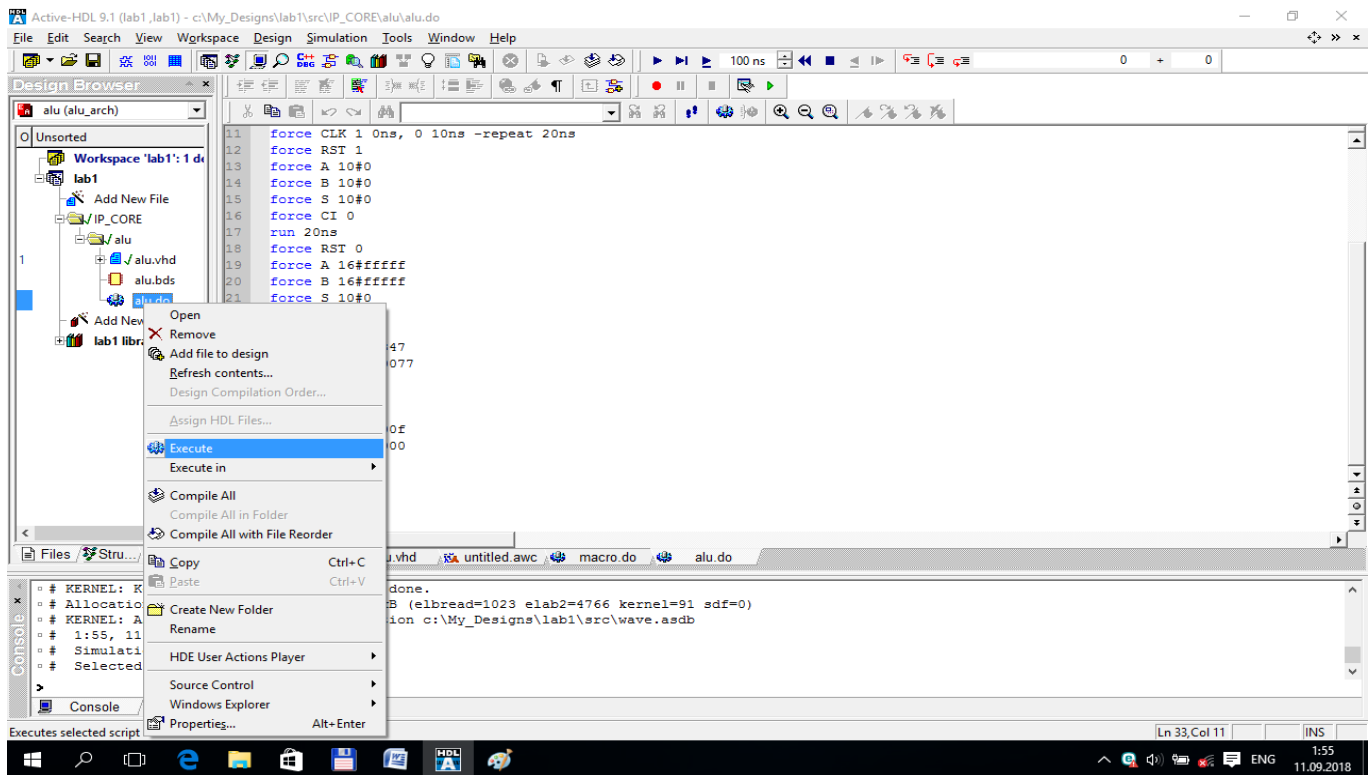 Active-HDL 9.1 (lab1 ,lab1) - c:\My_Designs\lab1\src\IP_CORE\alu\alu.do
File Edit Search View Workspace Design Simulation Tools Window Help
C++ DBG 100 ns 0 + 0
Design Browser
alu (alu_arch)
O Unsorted
Workspace 'lab1': 1 de
lab1
Add New File
IP_CORE
alu
1 alu.vhd
alu.bds
alu.do
Add New
lab1 libr
11 force CLK 1 0ns, 0 10ns -repeat 20ns
12 force RST 1
13 force A 10#0
14 force B 10#0
15 force S 10#0
16 force CI 0
17 run 20ns
18 force RST 0
19 force A 16#fffff
20 force B 16#fffff
21 force S 10#0
47
077
0f
00
Open
Remove
Add file to design
Refresh contents...
Design Compilation Order...
Assign HDL Files...
Execute
Execute in
Compile All
Compile All in Folder
Compile All with File Reorder
Copy Ctrl+C
Paste Ctrl+V
Create New Folder
Rename
HDE User Actions Player
Source Control
Windows Explorer
Properties... Alt+Enter
Files Stru... .vhd untitled.awc macro.do alu.do
# KERNEL: K done.
# Allocatio B (elbread=1023 elab2=4766 kernel=91 sdf=0)
# KERNEL: A ion c:\My_Designs\lab1\src\wave.asdb
# 1:55, 11
# Simulati
# Selected
>
Console
Console
Executes selected script Ln 33,Col 11 INS
HDL ENG 1:55
11.09.2018